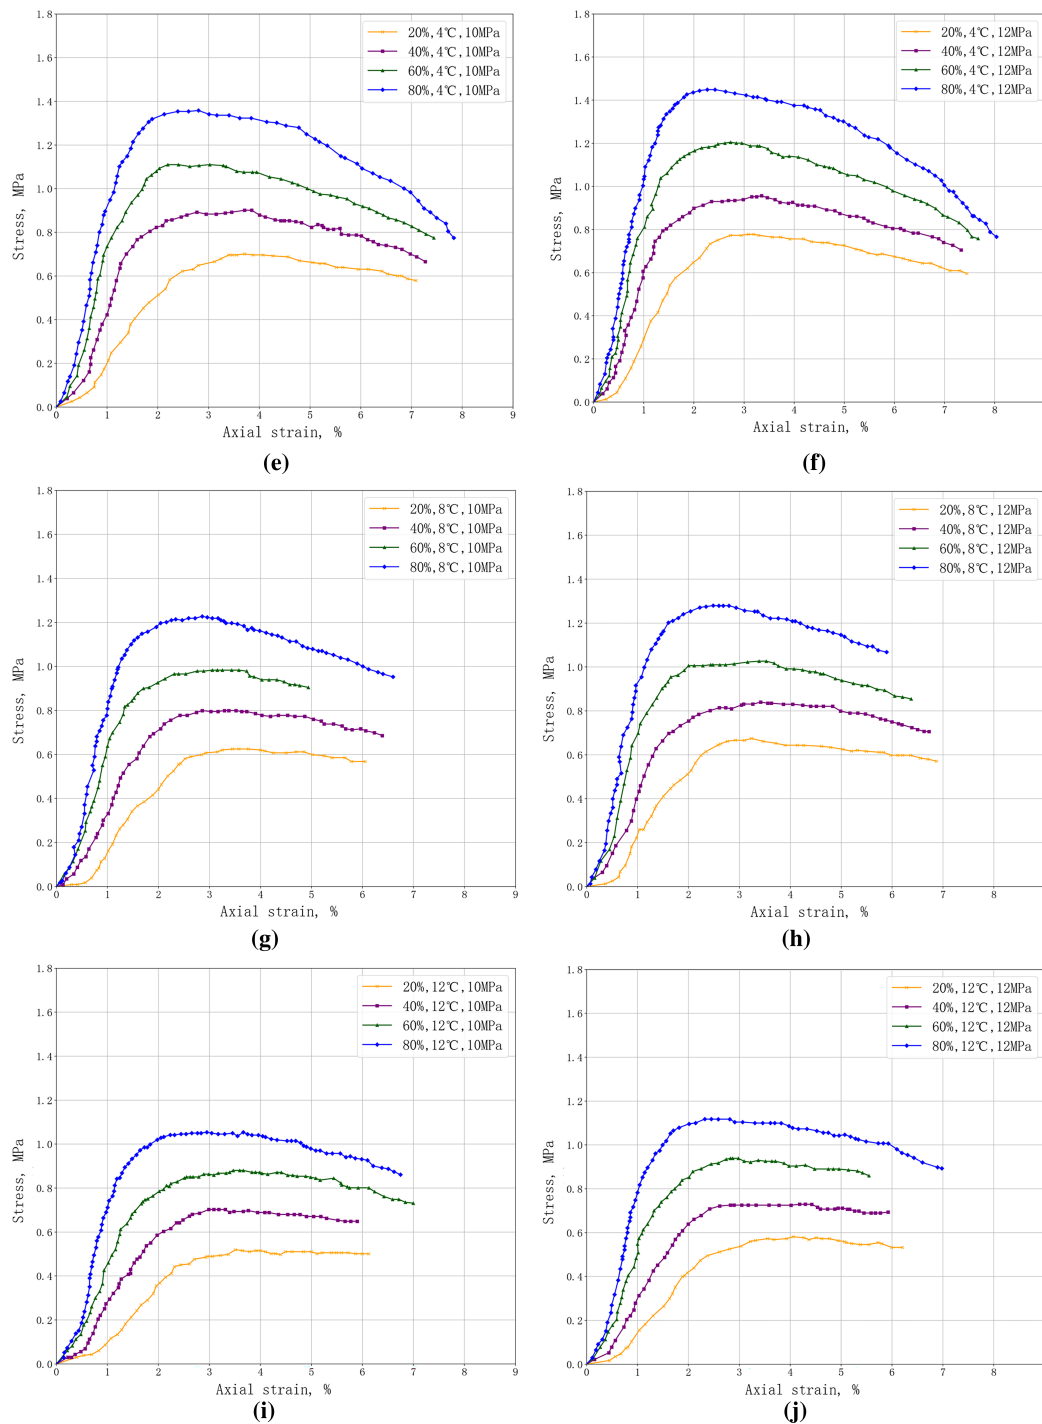 1.8
1.6
1.4
1.2
1.0
0.8
0.6
0.4
0.2
0.0
Stress, MPa
20%,4℃,10MPa
40%,4℃,10MPa
60%,4℃,10MPa
80%,4℃,10MPa
0 1 2 3 4 5 6 7 8 9
Axial strain, %
(e)
1.8
1.6
1.4
1.2
1.0
0.8
0.6
0.4
0.2
0.0
Stress, MPa
20%,4℃,12MPa
40%,4℃,12MPa
60%,4℃,12MPa
80%,4℃,12MPa
0 1 2 3 4 5 6 7 8
Axial strain, %
(f)
1.8
1.6
1.4
1.2
1.0
0.8
0.6
0.4
0.2
0.0
Stress, MPa
20%,8℃,10MPa
40%,8℃,10MPa
60%,8℃,10MPa
80%,8℃,10MPa
0 1 2 3 4 5 6 7 8 9
Axial strain, %
(g)
1.8
1.6
1.4
1.2
1.0
0.8
0.6
0.4
0.2
0.0
Stress, MPa
20%,8℃,12MPa
40%,8℃,12MPa
60%,8℃,12MPa
80%,8℃,12MPa
0 1 2 3 4 5 6 7 8
Axial strain, %
(h)
1.8
1.6
1.4
1.2
1.0
0.8
0.6
0.4
0.2
0.0
Stress, MPa
20%,12℃,10MPa
40%,12℃,10MPa
60%,12℃,10MPa
80%,12℃,10MPa
0 1 2 3 4 5 6 7 8 9
Axial strain, %
(i)
1.8
1.6
1.4
1.2
1.0
0.8
0.6
0.4
0.2
0.0
Stress, MPa
20%,12℃,12MPa
40%,12℃,12MPa
60%,12℃,12MPa
80%,12℃,12MPa
0 1 2 3 4 5 6 7 8
Axial strain, %
(j)